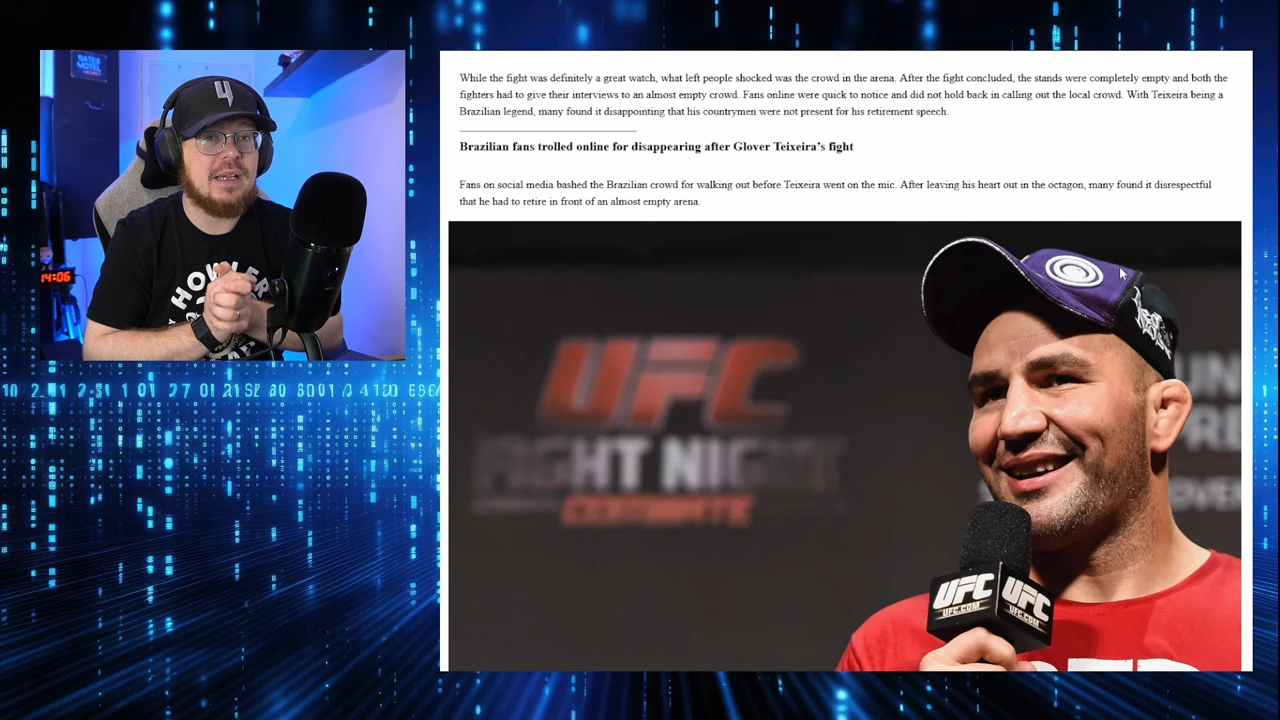 BATES
MOTEL
14:06
4
HOWLER
While the fight was definitely a great watch, what left people shocked was the crowd in the arena. After the fight concluded, the stands were completely empty and both the
fighters had to give their interviews to an almost empty crowd. Fans online were quick to notice and did not hold back in calling out the local crowd. With Teixeira being a
Brazilian legend, many found it disappointing that his countrymen were not present for his retirement speech.
Brazilian fans trolled online for disappearing after Glover Teixeira's fight
Fans on social media bashed the Brazilian crowd for walking out before Teixeira went on the mic. After leaving his heart out in the octagon, many found it disrespectful
that he had to retire in front of an almost empty arena.
UFC
FIGHT NIGHT
COMBATE
UFC UFC
UFC.COM UFC.COM